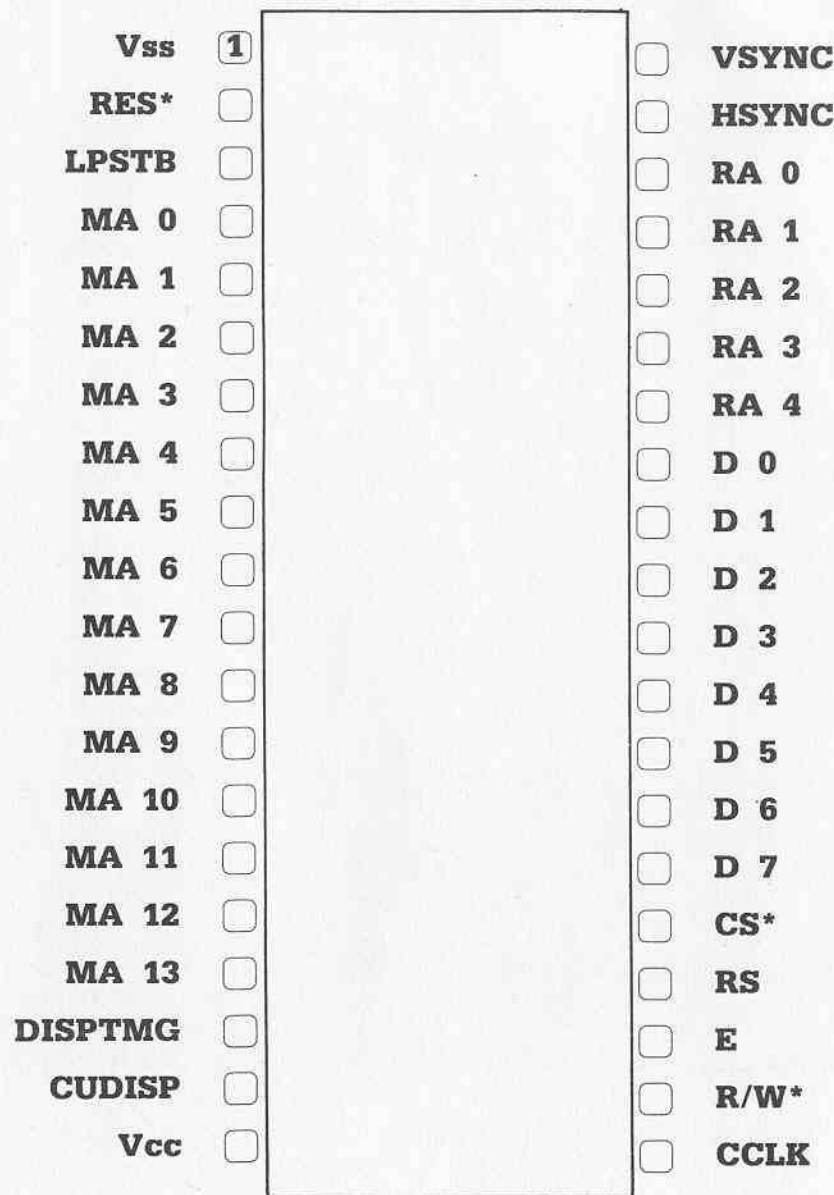 Vss 1 VSYNC
RES* HSYNC
LPSTB RA 0
MA 0 RA 1
MA 1 RA 2
MA 2 RA 3
MA 3 RA 4
MA 4 D 0
MA 5 D 1
MA 6 D 2
MA 7 D 3
MA 8 D 4
MA 9 D 5
MA 10 D 6
MA 11 D 7
MA 12 CS*
MA 13 RS
DISPTMG E
CUDISP R/W*
Vcc CCLK